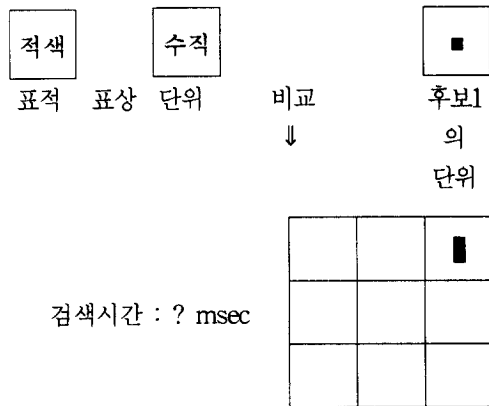 적색 수직
표적 표상 단위 비교 후보1
⇓ 의
단위
검색시간 : ? msec